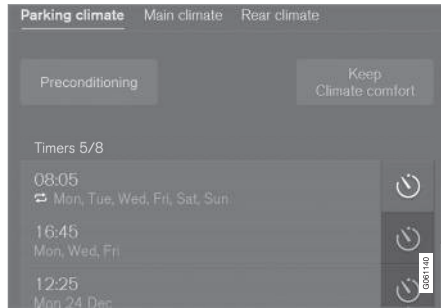 Parking climate Main climate Rear climate
Preconditioning
Keep
Climate comfort
Timers 5/8
08:05
Mon, Tue, Wed, Fri, Sat, Sun
16:45
Mon, Wed, Fri
12:25
Mon 24 Dec
G061140